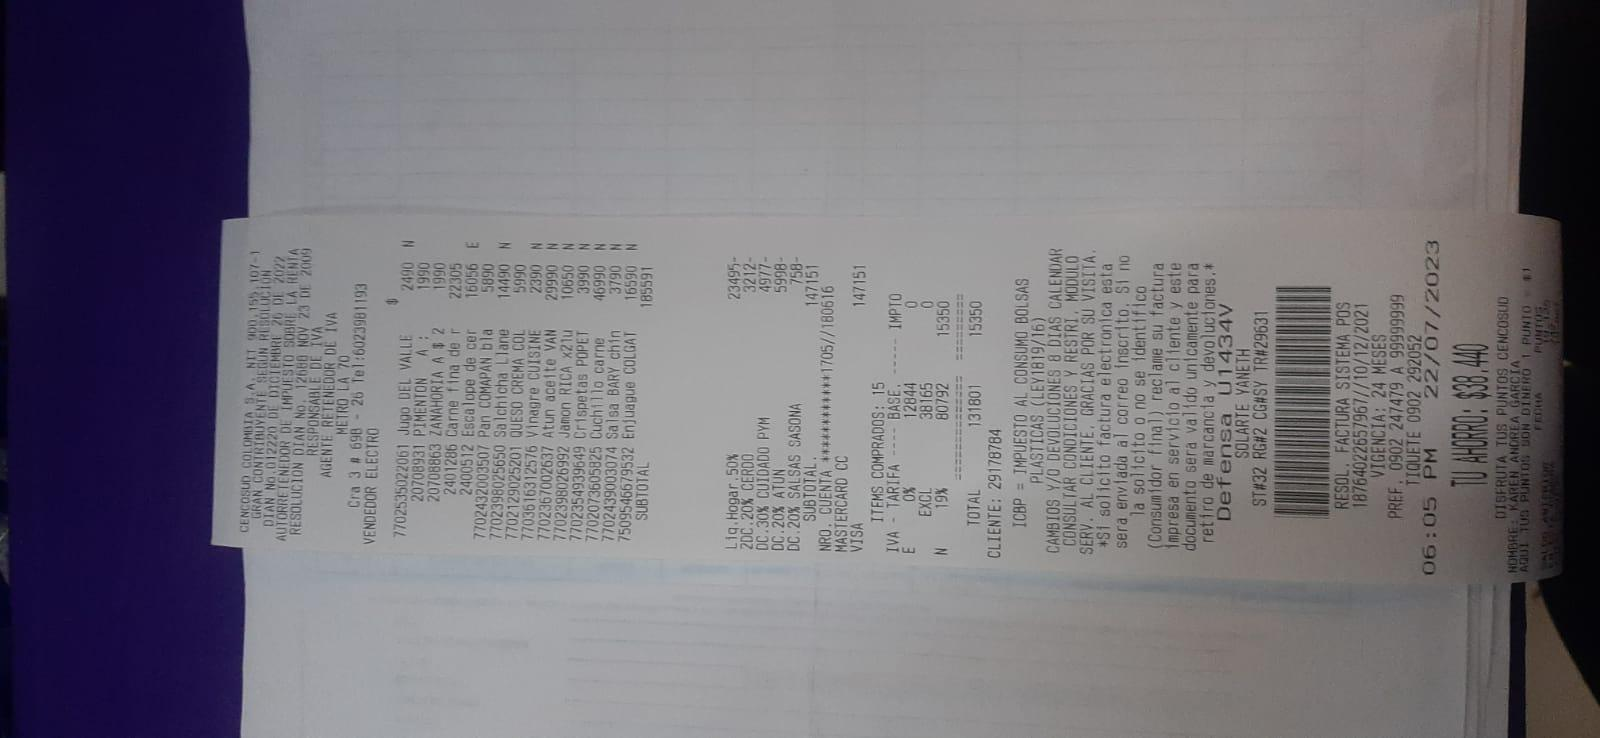 CENCOSUD COLOMBIA S.A. NIT 900.155.107-1
GRAN CONTRIBUYENTE SEGUN RESOLUCION
DIAN No.012220 DE DICIEMBRE 26 DE 2022
AUTORRETENEDOR DE IMPUESTO SOBRE LA RENTA
RESOLUCION DIAN No. 12688 NOV 23 DE 2009
RESPONSABLE DE IVA
AGENTE RETENEDOR DE IVA
METRO LA 70
Cra 3 # 69B - 26 Tel:6023981193
VENDEDOR ELECTRO
$
7702535022061 Jugo DEL VALLE 2490 N
20708931 PIMENTON A : 1990
20708863 ZANAHORIA A $ 2 1990
2401286 Carne fina de r 22305
2400512 Escalope de cer 16056 E
7702432003507 Pan COMAPAN bla 5890
7702398025650 Salchicha Llane 14490 N
7702129025201 QUESO CREMA COL 5990
7703616312576 Vinagre CUISINE 2390 N
7702367002637 Atun aceite VAN 29990 N
7702398026992 Jamon RICA x2lu 10650 N
7702354939649 Crispetas POPET 3990 N
7702073605825 Cuchillo carne 46990 N
7702439003074 Salsa BARY chin 3790 N
7509546679532 Enjuague COLGAT 16590 N
SUBTOTAL 185591
Liq.Hogar.50% 23495-
2DC.20% CERDO 3212-
DC.30% CUIDADO PYM 4977-
DC.20% ATUN 5998-
DC.20% SALSAS SASONA 758-
SUBTOTAL. 147151
NRO. CUENTA ************1705//180616
MASTERCARD CC
VISA 147151
ITEMS COMPRADOS: 15
IVA - TARIFA ---- BASE ----- IMPTO
E 0% 12844 0
EXCL 38165 0
N 19% 80792 15350
========== ==========
TOTAL 131801 15350
CLIENTE: 29178784
ICBP = IMPUESTO AL CONSUMO BOLSAS
PLASTICAS (LEY1819/16)
CAMBIOS Y/O DEVOLUCIONES 8 DIAS CALENDAR
CONSULTAR CONDICIONES Y RESTRI. MODULO
SERV. AL CLIENTE. GRACIAS POR SU VISITA.
*Si solicito factura electronica esta
sera enviada al correo inscrito. Si no
la solicito o no se identifico
(Consumidor final) reclame su factura
impresa en servicio al cliente y este
documento sera valido unicamente para
retiro de marcancia y devoluciones.*
Defensa U1434V
SOLARTE YANETH
ST#32 RG#2 CG#SY TR#29631
RESOL. FACTURA SISTEMA POS
18764022657967//10/12/2021
VIGENCIA: 24 MESES
PREF. 0902 247479 A 99999999
TIQUETE 0902 292052
06:05 PM 22/07/2023
TU AHORRO: $38,440
DISFRUTA TUS PUNTOS CENCOSUD
NOMBRE: KAREN ANDREA GARCIA
AQUI TUS PUNTOS SON DINERO 1 PUNTO = $1
FECHA PUNTOS